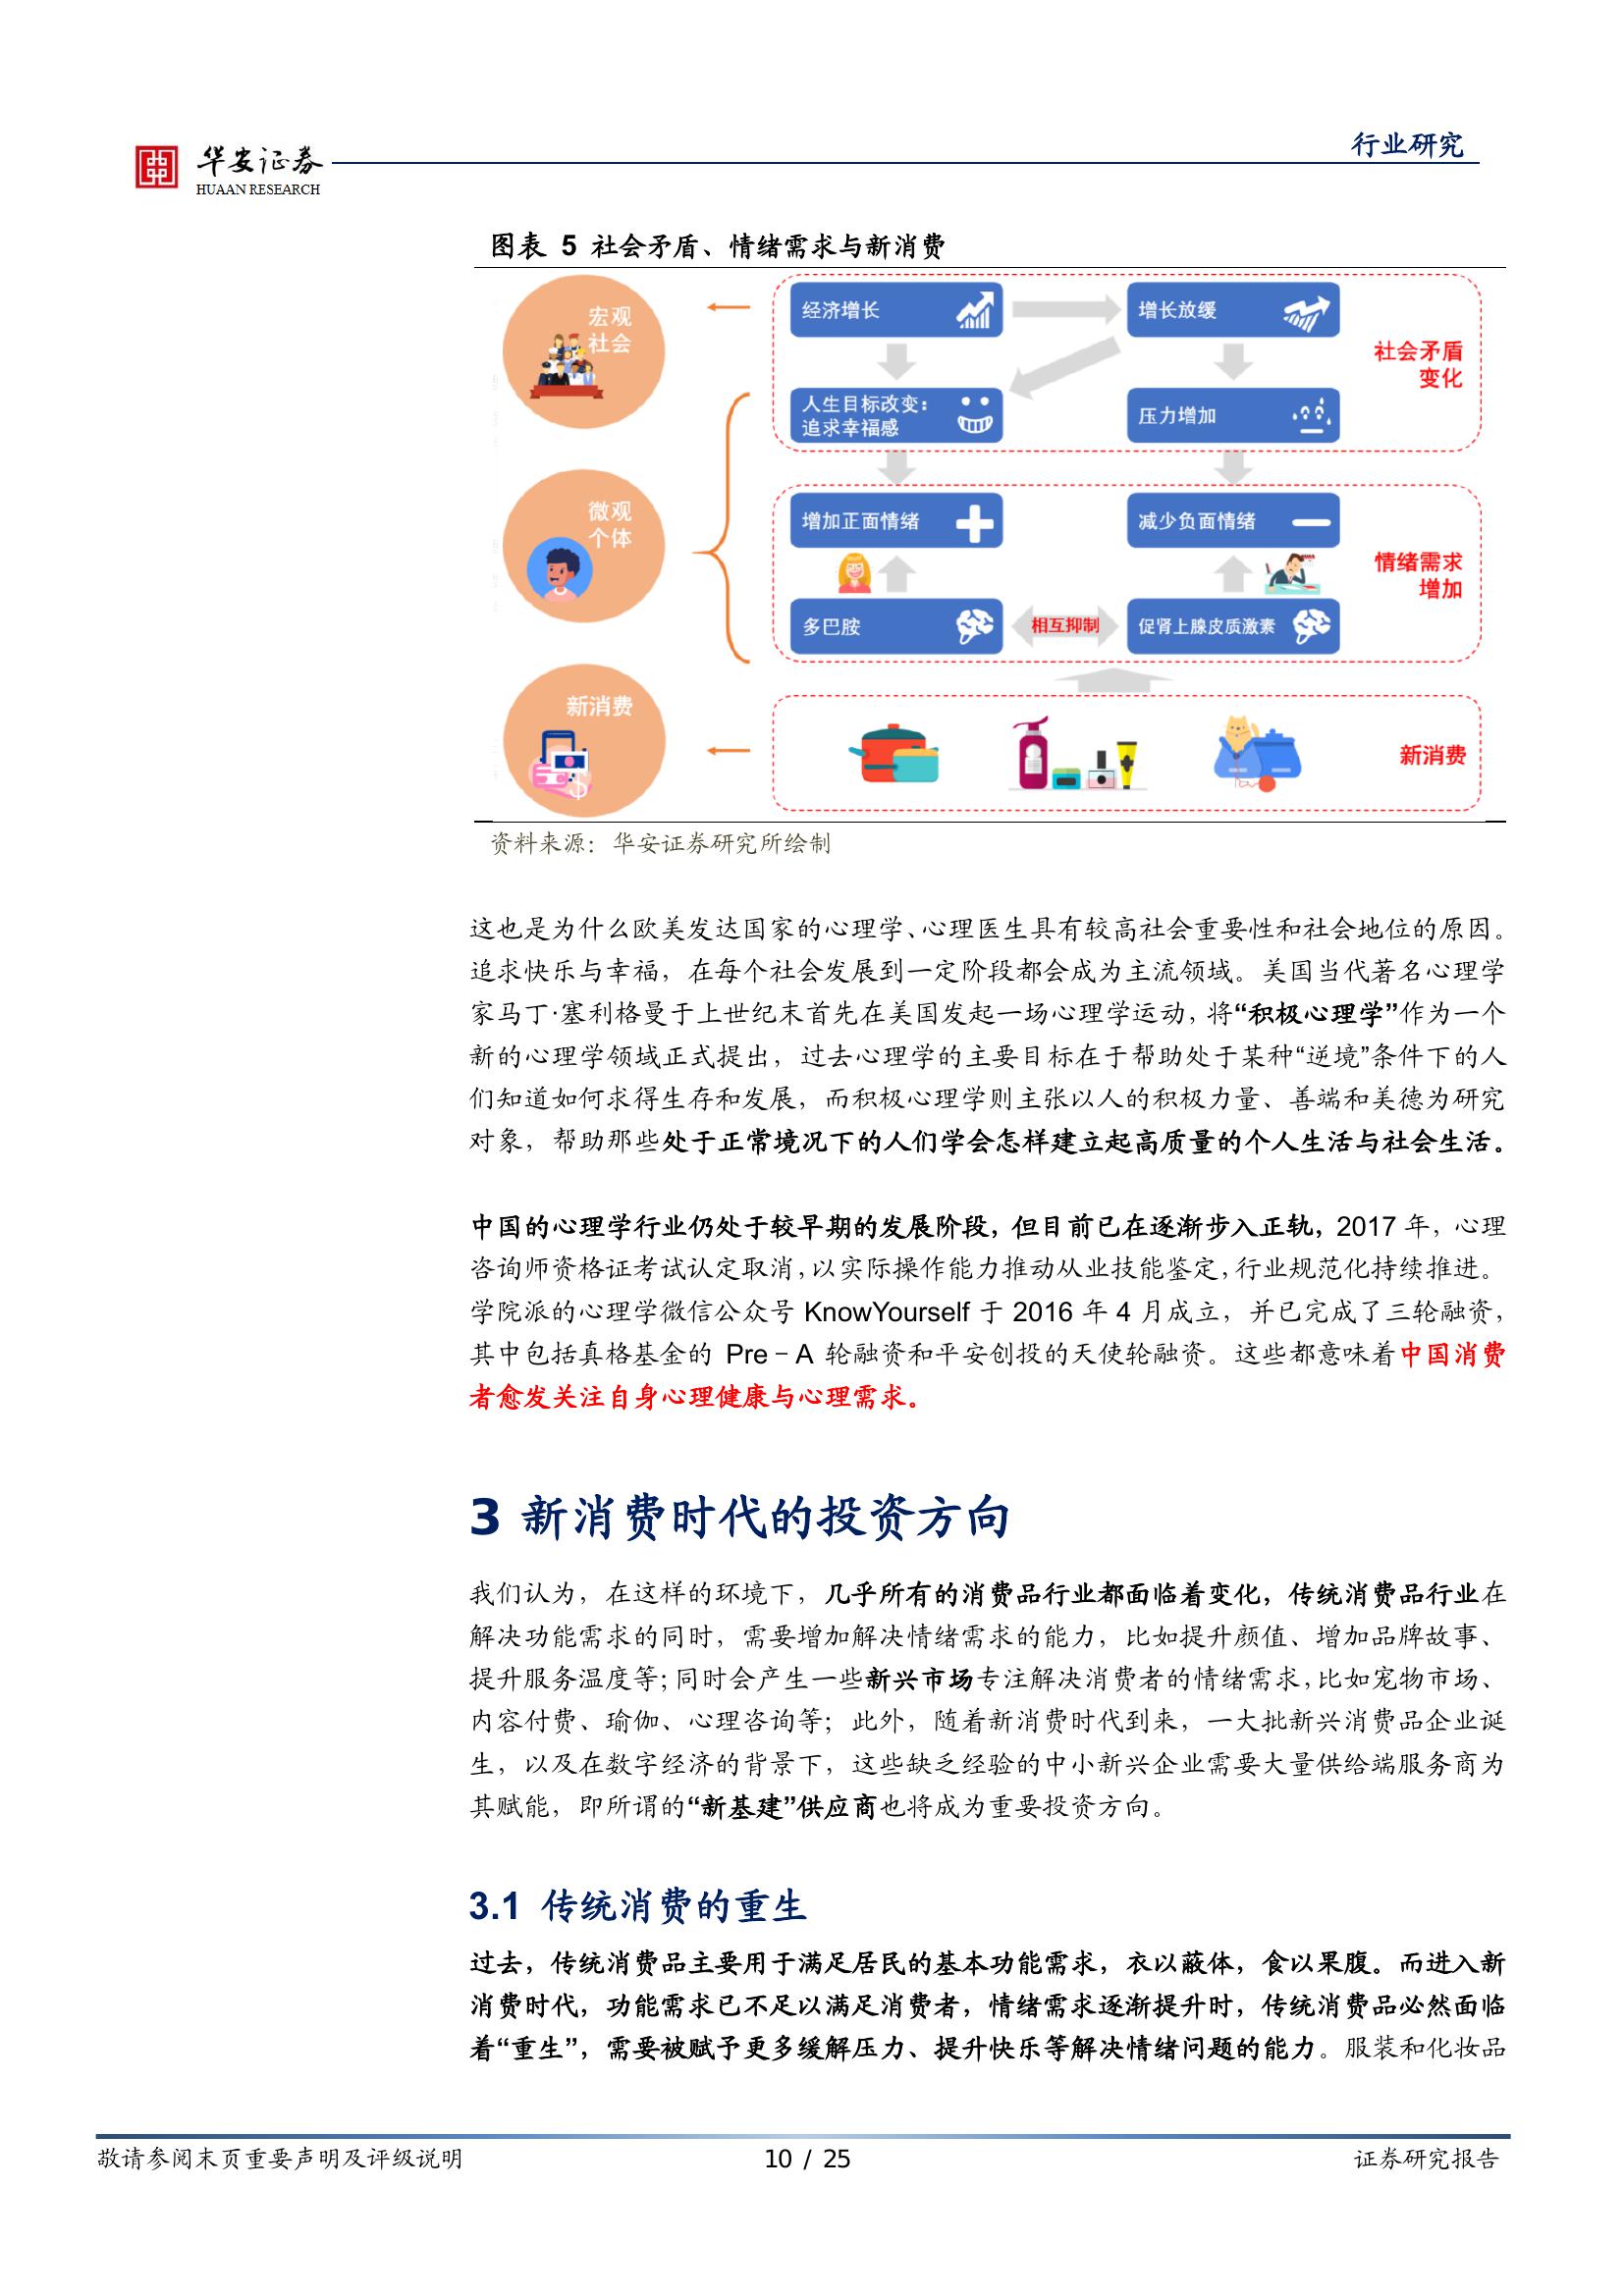 华安证券
HUAAN RESEARCH
行业研究
图表 5 社会矛盾、情绪需求与新消费
宏观
社会
经济增长
增长放缓
社会矛盾
变化
人生目标改变：
追求幸福感
压力增加
微观
个体
增加正面情绪
减少负面情绪
情绪需求
增加
多巴胺
相互抑制
促肾上腺皮质激素
新消费
新消费
资料来源：华安证券研究所绘制
这也是为什么欧美发达国家的心理学、心理医生具有较高社会重要性和社会地位的原因。
追求快乐与幸福，在每个社会发展到一定阶段都会成为主流领域。美国当代著名心理学
家马丁·塞利格曼于上世纪末首先在美国发起一场心理学运动，将“积极心理学”作为一个
新的心理学领域正式提出，过去心理学的主要目标在于帮助处于某种“逆境”条件下的人
们知道如何求得生存和发展，而积极心理学则主张以人的积极力量、善端和美德为研究
对象，帮助那些处于正常境况下的人们学会怎样建立起高质量的个人生活与社会生活。
中国的心理学行业仍处于较早期的发展阶段，但目前已在逐渐步入正轨，2017 年，心理
咨询师资格证考试认定取消，以实际操作能力推动从业技能鉴定，行业规范化持续推进。
学院派的心理学微信公众号 KnowYourself 于 2016 年 4 月成立，并已完成了三轮融资，
其中包括真格基金的 Pre－A 轮融资和平安创投的天使轮融资。这些都意味着中国消费
者愈发关注自身心理健康与心理需求。
3 新消费时代的投资方向
我们认为，在这样的环境下，几乎所有的消费品行业都面临着变化，传统消费品行业在
解决功能需求的同时，需要增加解决情绪需求的能力，比如提升颜值、增加品牌故事、
提升服务温度等；同时会产生一些新兴市场专注解决消费者的情绪需求，比如宠物市场、
内容付费、瑜伽、心理咨询等；此外，随着新消费时代到来，一大批新兴消费品企业诞
生，以及在数字经济的背景下，这些缺乏经验的中小新兴企业需要大量供给端服务商为
其赋能，即所谓的“新基建”供应商也将成为重要投资方向。
3.1 传统消费的重生
过去，传统消费品主要用于满足居民的基本功能需求，衣以蔽体，食以果腹。而进入新
消费时代，功能需求已不足以满足消费者，情绪需求逐渐提升时，传统消费品必然面临
着“重生”，需要被赋予更多缓解压力、提升快乐等解决情绪问题的能力。服装和化妆品
敬请参阅末页重要声明及评级说明
10 / 25
证券研究报告